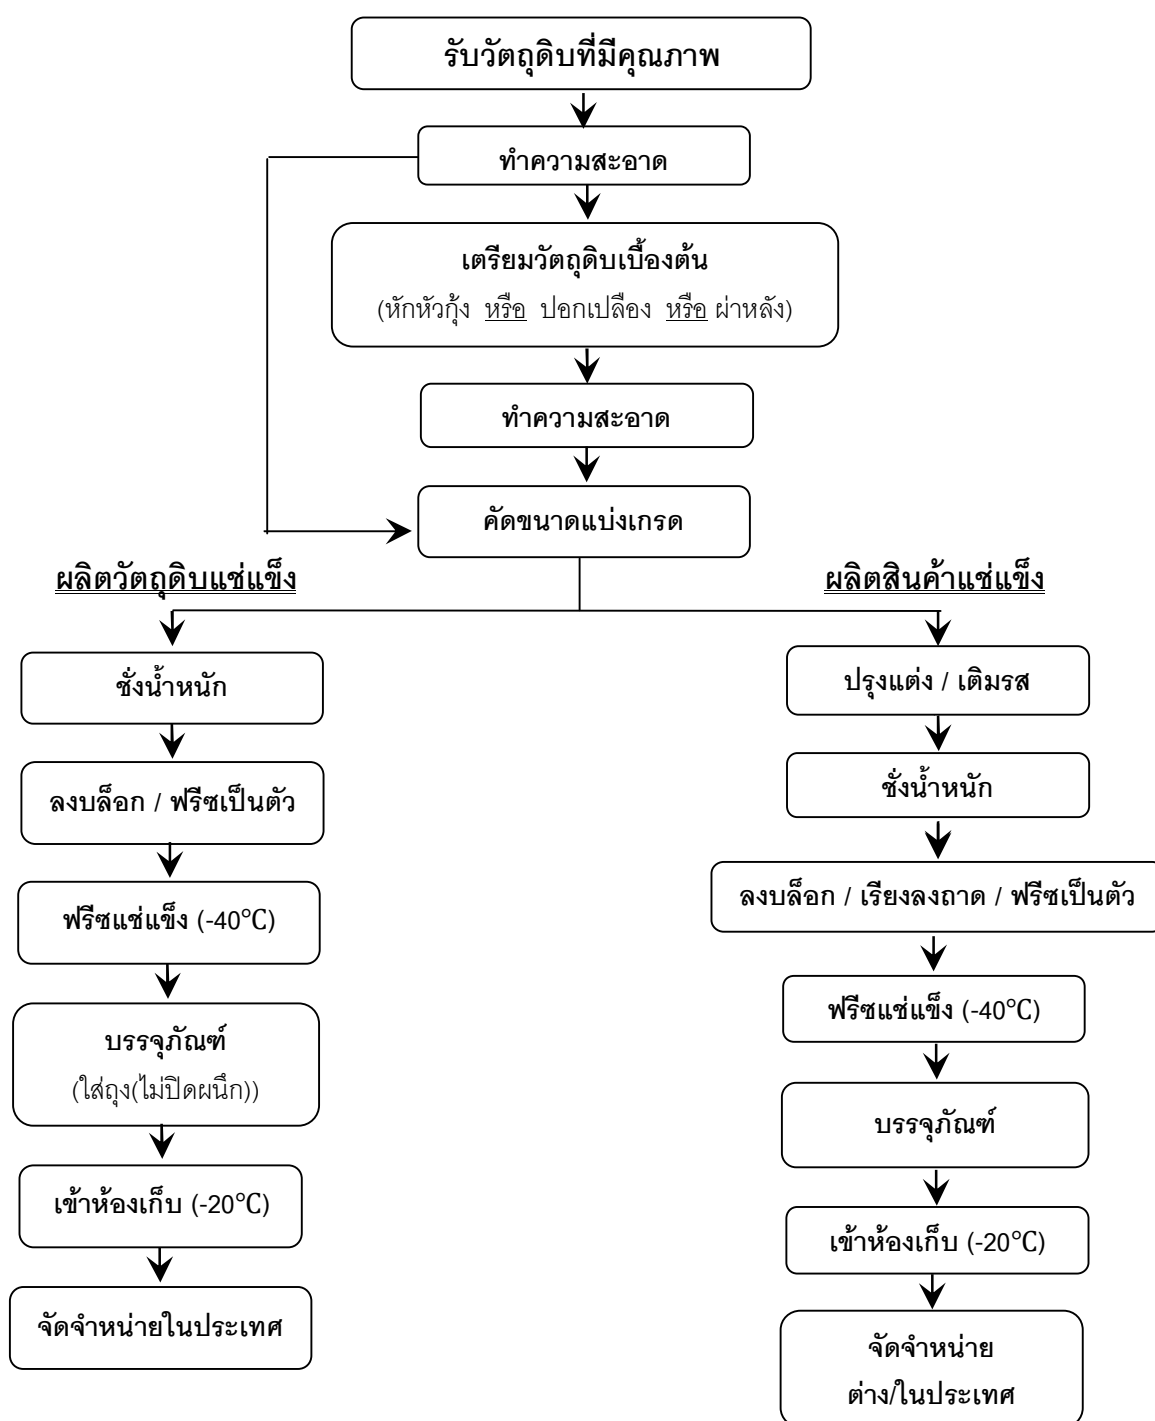 รับวัตถุดิบที่มีคุณภาพ
ทำความสะอาด
เตรียมวัตถุดิบเบื้องต้น
(หักหัวกุ้ง หรือ ปอกเปลือง หรือ ผ่าหลัง)
ทำความสะอาด
คัดขนาดแบ่งเกรด
ผลิตวัตถุดิบแช่แข็ง
ชั่งน้ำหนัก
ลงบล็อก / ฟรีซเป็นตัว
ฟรีซแช่แข็ง (-40°C)
บรรจุภัณฑ์
(ใส่ถุง(ไม่ปิดผนึก))
เข้าห้องเก็บ (-20°C)
จัดจำหน่ายในประเทศ
ผลิตสินค้าแช่แข็ง
ปรุงแต่ง / เติมรส
ชั่งน้ำหนัก
ลงบล็อก / เรียงลงถาด / ฟรีซเป็นตัว
ฟรีซแช่แข็ง (-40°C)
บรรจุภัณฑ์
เข้าห้องเก็บ (-20°C)
จัดจำหน่าย
ต่าง/ในประเทศ